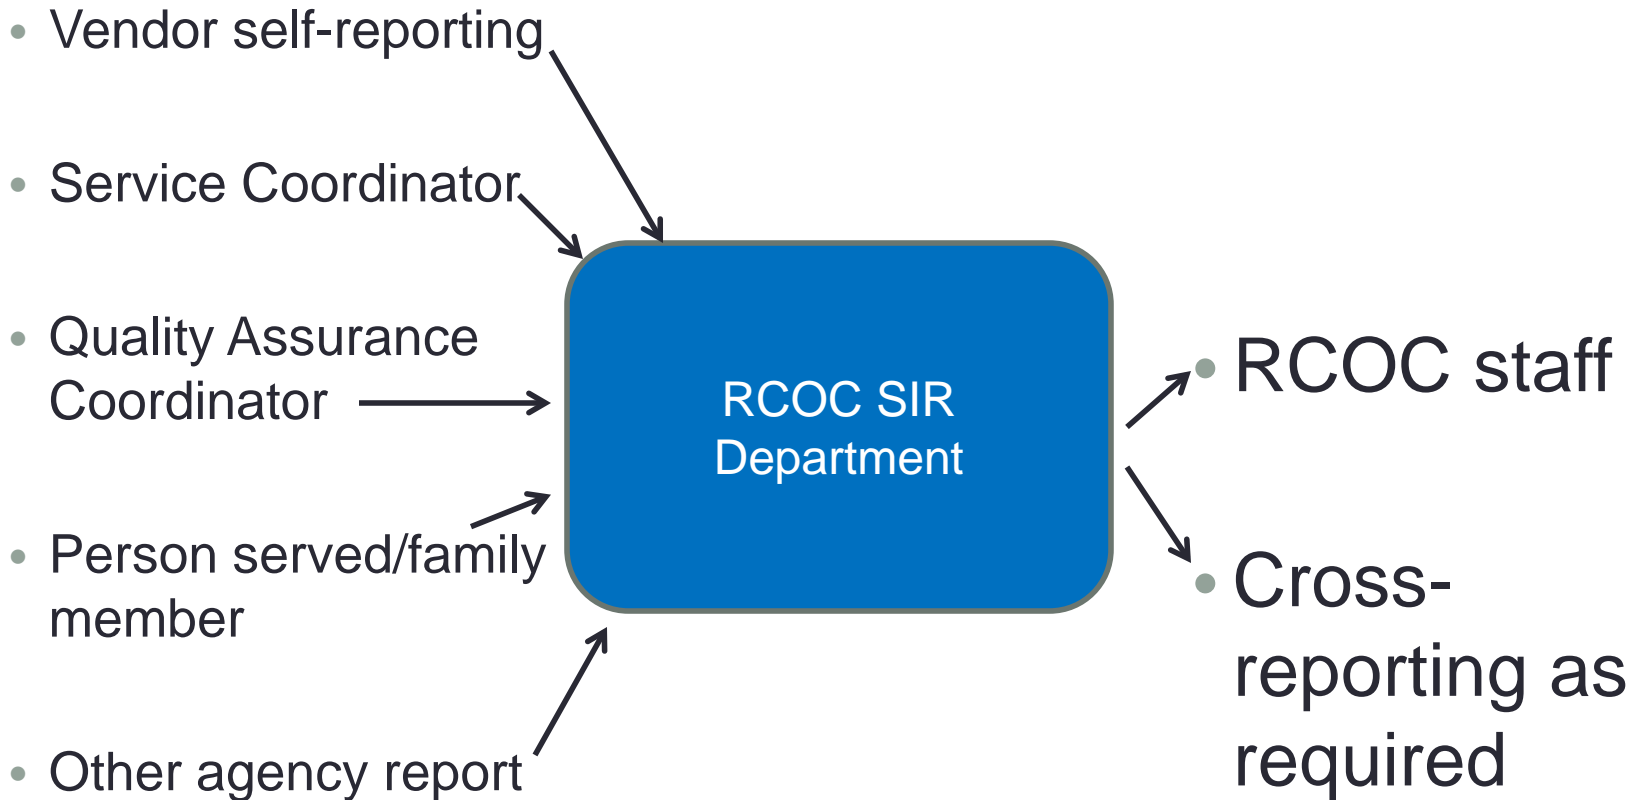 • Vendor self-reporting
• Service Coordinator
• Quality Assurance
Coordinator
• Person served/family
member
• Other agency report
RCOC SIR
Department
• RCOC staff
• Cross-
reporting as
required